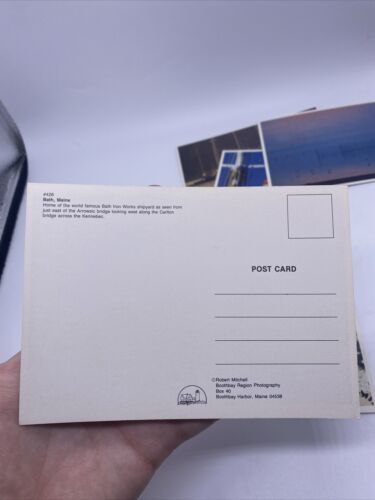 #426
Bath, Maine
Home of the world famous Bath Iron Works shipyard as seen from
just east of the Arrowsic bridge looking west along the Carlton
bridge across the Kennebec.
POST CARD
©Robert Mitchell
Boothbay Region Photography
Box 40
Boothbay Harbor, Maine 04538